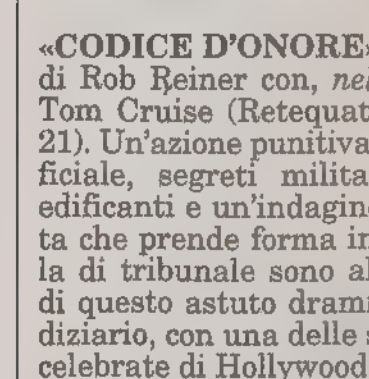 «CODICE D'ONORE»
di Rob Reiner con, nel
Tom Cruise (Retequat
21). Un'azione punitiva
ficiale, segreti milita
edificanti e un'indagin
ta che prende forma in
la di tribunale sono al
di questo astuto dram
diziario, con una delle s
celebrate di Hollywood